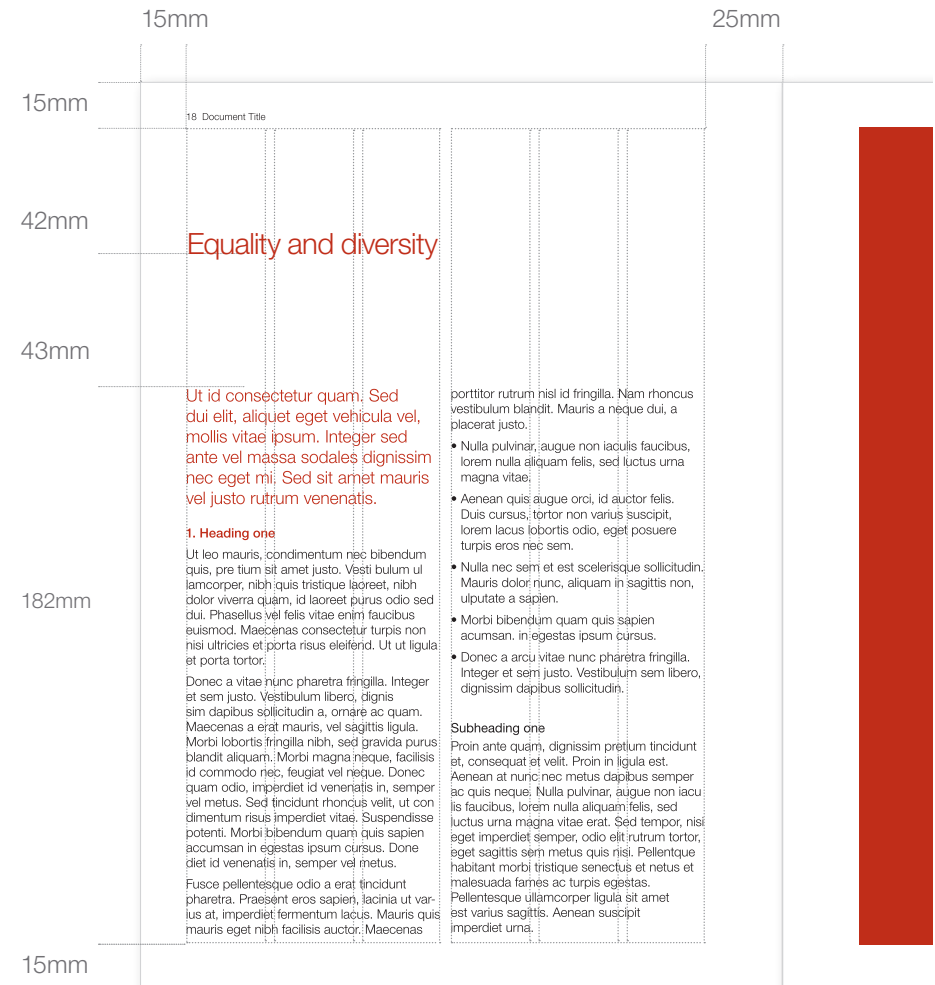 15mm
25mm
15mm
18 Document Title
42mm
Equality and diversity
43mm
Ut id consectetur quam. Sed
dui elit, aliquet eget vehicula vel,
mollis vitae ipsum. Integer sed
ante vel massa sodales dignissim
nec eget mi. Sed sit amet mauris
vel justo rutrum venenatis.
1. Heading one
Ut leo mauris, condimentum nec bibendum
quis, pre tium sit amet justo. Vesti bulum ul
lamcorper, nibh quis tristique laoreet, nibh
dolor viverra quam, id laoreet purus odio sed
dui. Phasellus vel felis vitae enim faucibus
euismod. Maecenas consectetur turpis non
nisi ultricies et porta risus eleifend. Ut ut ligula
et porta tortor.
Donec a vitae nunc pharetra fringilla. Integer
et sem justo. Vestibulum libero, dignis
sim dapibus sollicitudin a, ornare ac quam.
Maecenas a erat mauris, vel sagittis ligula.
Morbi lobortis fringilla nibh, sed gravida purus
blandit aliquam. Morbi magna neque, facilisis
id commodo nec, feugiat vel neque. Donec
quam odio, imperdiet id venenatis in, semper
vel metus. Sed tincidunt rhoncus velit, ut con
dimentum risus imperdiet vitae. Suspendisse
potenti. Morbi bibendum quam quis sapien
accumsan in egestas ipsum cursus. Done
diet id venenatis in, semper vel metus.
Fusce pellentesque odio a erat tincidunt
pharetra. Praesent eros sapien, lacinia ut var-
ius at, imperdiet fermentum lacus. Mauris quis
mauris eget nibh facilisis auctor. Maecenas
porttitor rutrum nisl id fringilla. Nam rhoncus
vestibulum blandit. Mauris a neque dui, a
placerat justo.
• Nulla pulvinar, augue non iaculis faucibus,
lorem nulla aliquam felis, sed luctus urna
magna vitae.
• Aenean quis augue orci, id auctor felis.
Duis cursus, tortor non varius suscipit,
lorem lacus lobortis odio, eget posuere
turpis eros nec sem.
• Nulla nec sem et est scelerisque sollicitudin.
Mauris dolor nunc, aliquam in sagittis non,
ulputate a sapien.
• Morbi bibendum quam quis sapien
acumsan. in egestas ipsum cursus.
• Donec a arcu vitae nunc pharetra fringilla.
Integer et sem justo. Vestibulum sem libero,
dignissim dapibus sollicitudin.
Subheading one
Proin ante quam, dignissim pretium tincidunt
et, consequat et velit. Proin in ligula est.
Aenean at nunc nec metus dapibus semper
ac quis neque. Nulla pulvinar, augue non iacu
lis faucibus, lorem nulla aliquam felis, sed
luctus urna magna vitae erat. Sed tempor, nisi
eget imperdiet semper, odio elit rutrum tortor,
eget sagittis sem metus quis nisi. Pellentque
habitant morbi tristique senectus et netus et
malesuada fames ac turpis egestas.
Pellentesque ullamcorper ligula sit amet
est varius sagittis. Aenean suscipit
imperdiet urna.
182mm
15mm